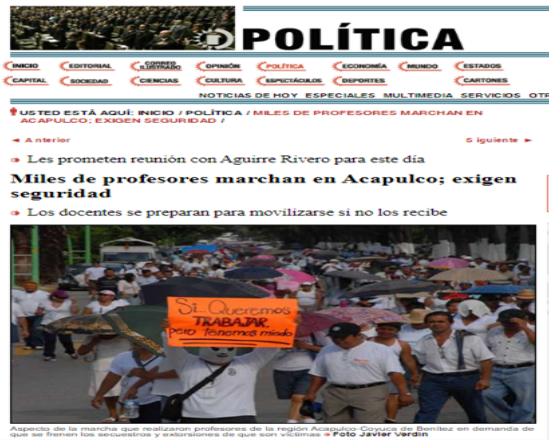 POLÍTICA
INICIO EDITORIAL CORREO ILUSTRADO OPINIÓN POLÍTICA ECONOMÍA MUNDO ESTADOS
CAPITAL SOCIEDAD CIENCIAS CULTURA ESPECTÁCULOS DEPORTES CARTONES
NOTICIAS DE HOY ESPECIALES MULTIMEDIA SERVICIOS OTR
USTED ESTÁ AQUÍ: INICIO / POLÍTICA / MILES DE PROFESORES MARCHAN EN
ACAPULCO; EXIGEN SEGURIDAD /
Anterior Siguiente
Les prometen reunión con Aguirre Rivero para este día
Miles de profesores marchan en Acapulco; exigen
seguridad
Los docentes se preparan para movilizarse si no los recibe
Si Queremos
TRABAJAR,
pero Tenemos miedo
Aspecto de la marcha que realizaron profesores de la región Acapulco-Coyuca de Benítez en demanda de
que se frenen los secuestros y extorsiones de que son víctimas Foto Javier Verdín